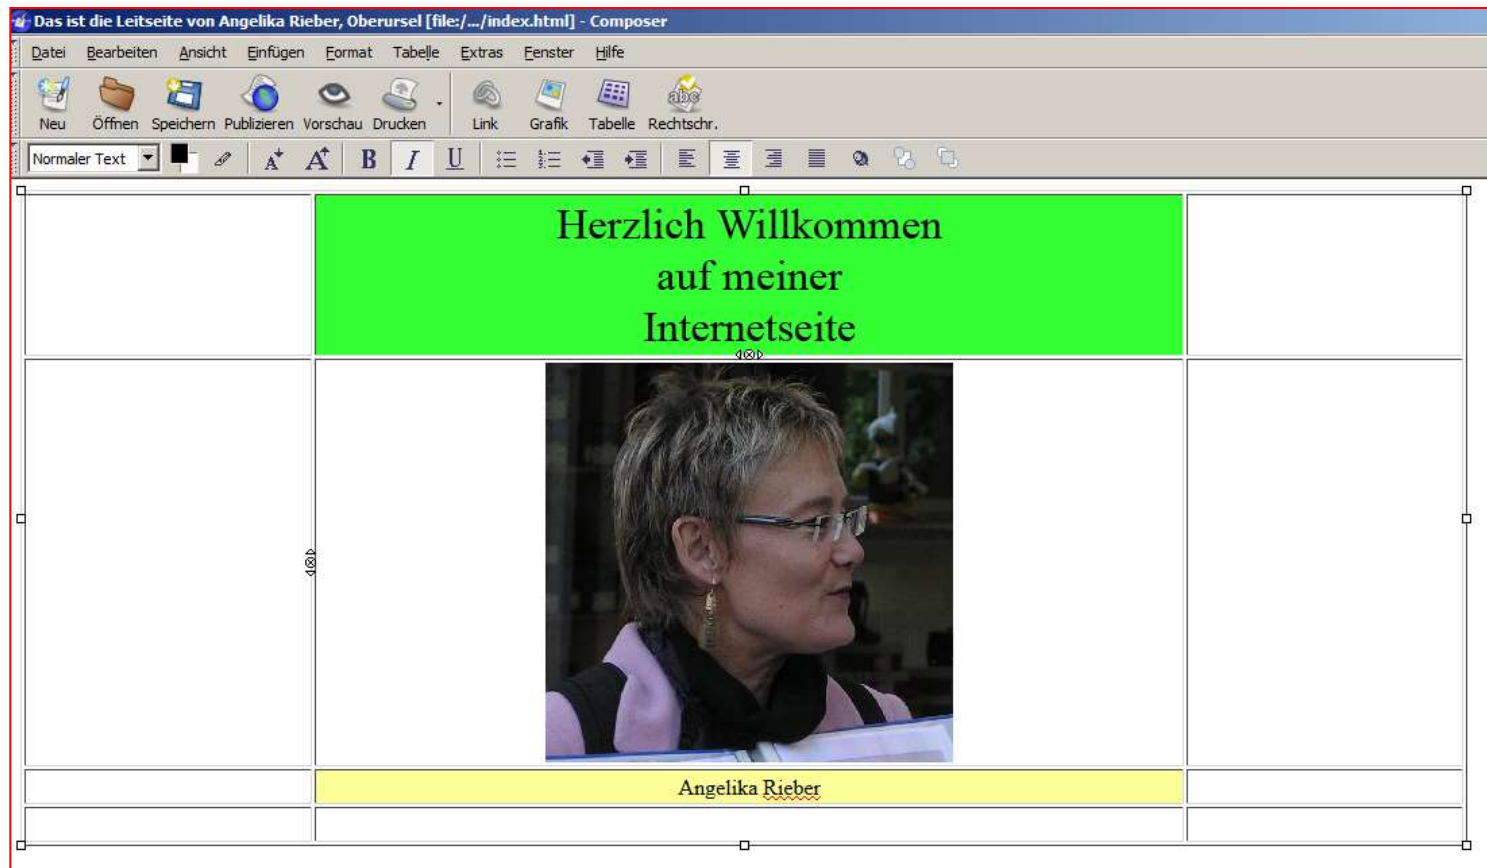 Das ist die Leitseite von Angelika Rieber, Oberursel [file:/.../index.html] - Composer
Datei Bearbeiten Ansicht Einfügen Format Tabelle Extras Fenster Hilfe
Neu Öffnen Speichern Publizieren Vorschau Drucken Link Grafik Tabelle Rechtschr.
Normaler Text A A B I U
Herzlich Willkommen
auf meiner
Internetseite
Angelika Rieber